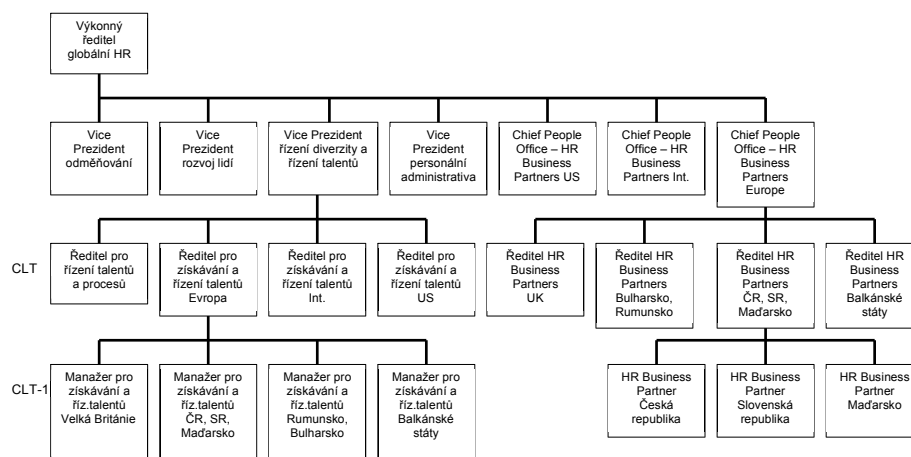 Výkonný
ředitel
globální HR
Vice
Prezident
odměňování
Vice
Prezident
rozvoj lidí
Vice Prezident
řízení diverzity a
řízení talentů
Vice
Prezident
personální
administrativa
Chief People
Office – HR
Business
Partners US
Chief People
Office – HR
Business
Partners Int.
Chief People
Office – HR
Business
Partners
Europe
CLT
Ředitel pro
řízení talentů
a procesů
Ředitel pro
získávání a
řízení talentů
Evropa
Ředitel pro
získávání a
řízení talentů
Int.
Ředitel pro
získávání a
řízení talentů
US
Ředitel HR
Business
Partners
UK
Ředitel HR
Business
Partners
Bulharsko,
Rumunsko
Ředitel HR
Business
Partners
ČR, SR,
Maďarsko
Ředitel HR
Business
Partners
Balkánské
státy
CLT-1
Manažer pro
získávání a
říz.talentů
Velká Británie
Manažer pro
získávání a
říz.talentů
ČR, SR,
Maďarsko
Manažer pro
získávání a
říz.talentů
Rumunsko,
Bulharsko
Manažer pro
získávání a
říz.talentů
Balkánské
státy
HR Business
Partner
Česká
republika
HR Business
Partner
Slovenská
republika
HR Business
Partner
Maďarsko